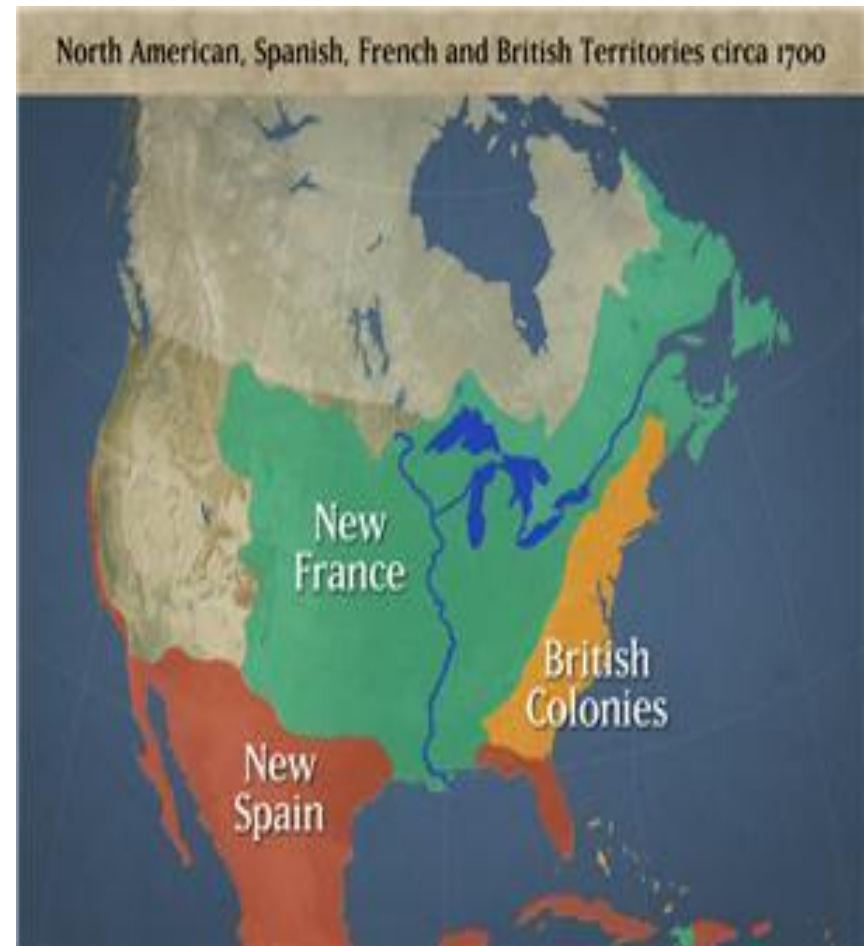 North American, Spanish, French and British Territories circa 1700
New
France
British
Colonies
New
Spain